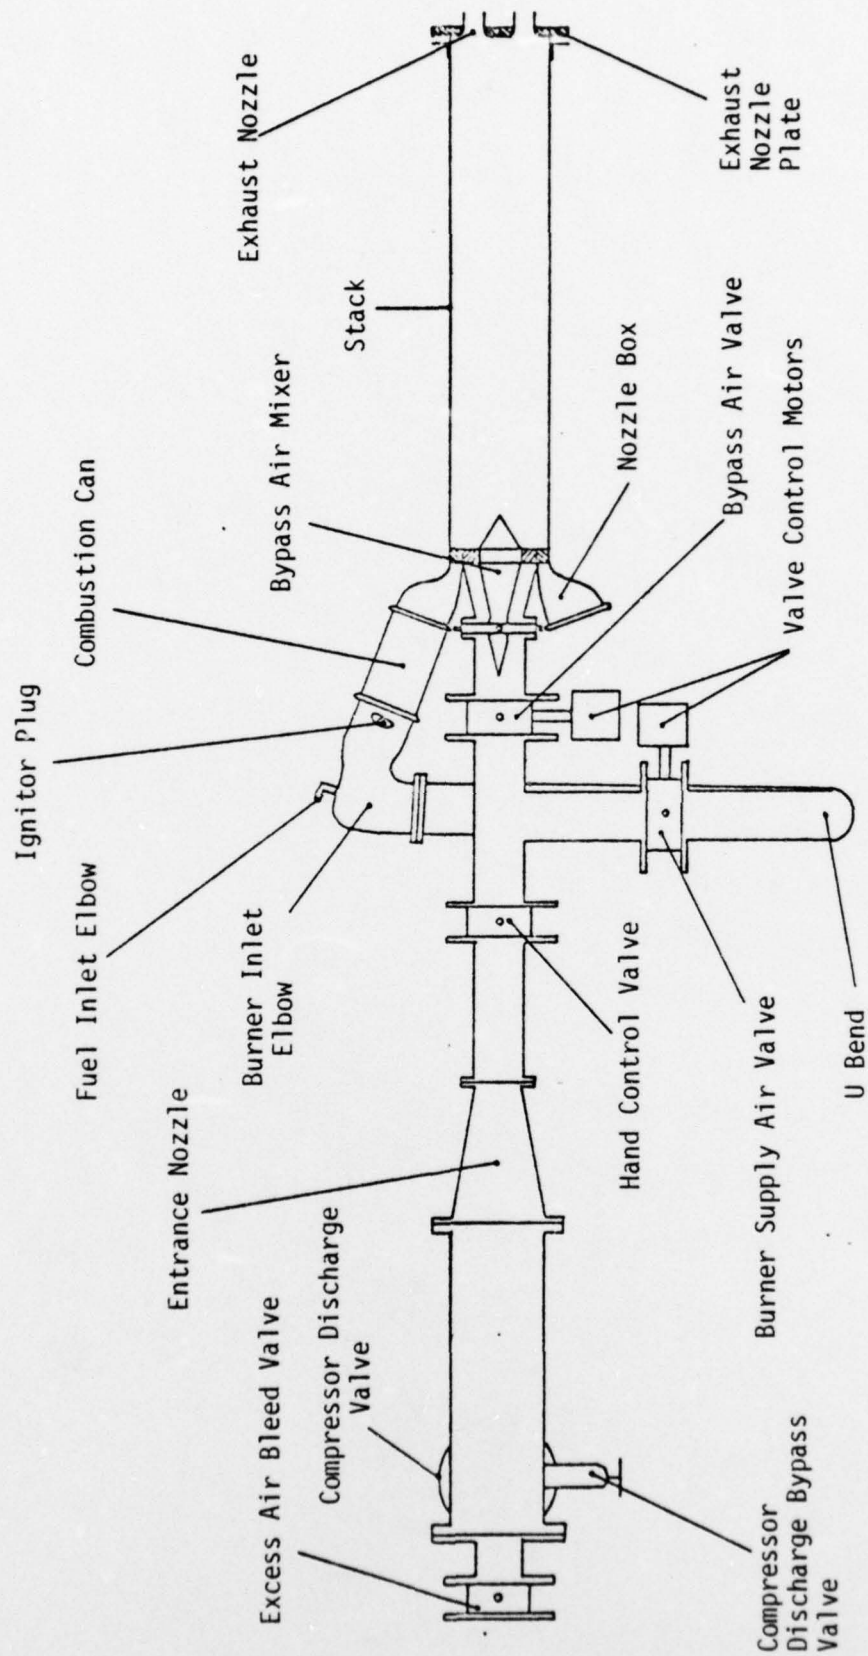 Exhaust Nozzle
Stack
Bypass Air Mixer
Combustion Can
Ignitor Plug
Fuel Inlet Elbow
Burner Inlet
Elbow
Entrance Nozzle
Compressor Discharge
Valve
Excess Air Bleed Valve
Exhaust
Nozzle
Plate
Nozzle Box
Bypass Air Valve
Valve Control Motors
Hand Control Valve
Burner Supply Air Valve
U Bend
Compressor
Discharge Bypass
Valve